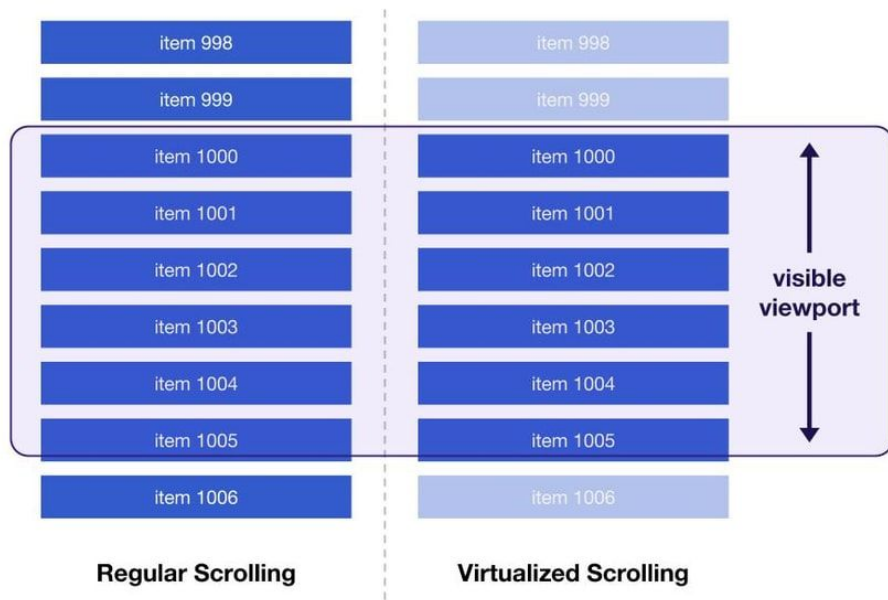 item 998
item 999
item 1000
item 1001
item 1002
item 1003
item 1004
item 1005
item 1006
Regular Scrolling
item 998
item 999
item 1000
item 1001
item 1002
item 1003
item 1004
item 1005
item 1006
Virtualized Scrolling
visible
viewport